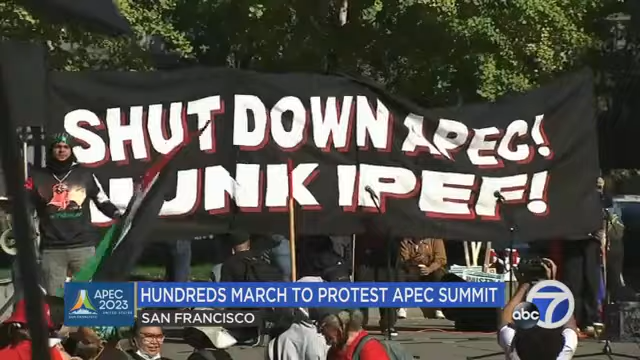 SHUT DOWN APEC!
JUNK IPEF!
APEC
2023
HUNDREDS MARCH TO PROTEST APEC SUMMIT
SAN FRANCISCO
abc 7